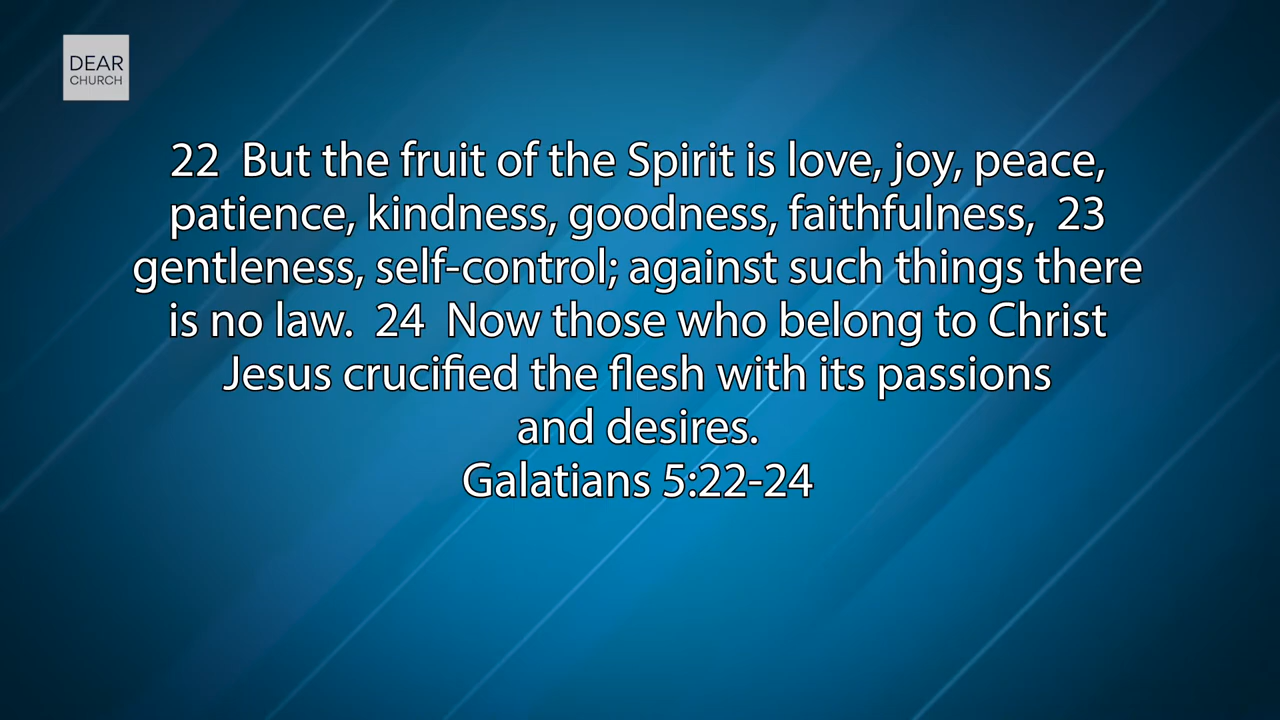 DEAR
CHURCH
22 But the fruit of the Spirit is love, joy, peace,
patience, kindness, goodness, faithfulness, 23
gentleness, self-control; against such things there
is no law. 24 Now those who belong to Christ
Jesus crucified the flesh with its passions
and desires.
Galatians 5:22-24